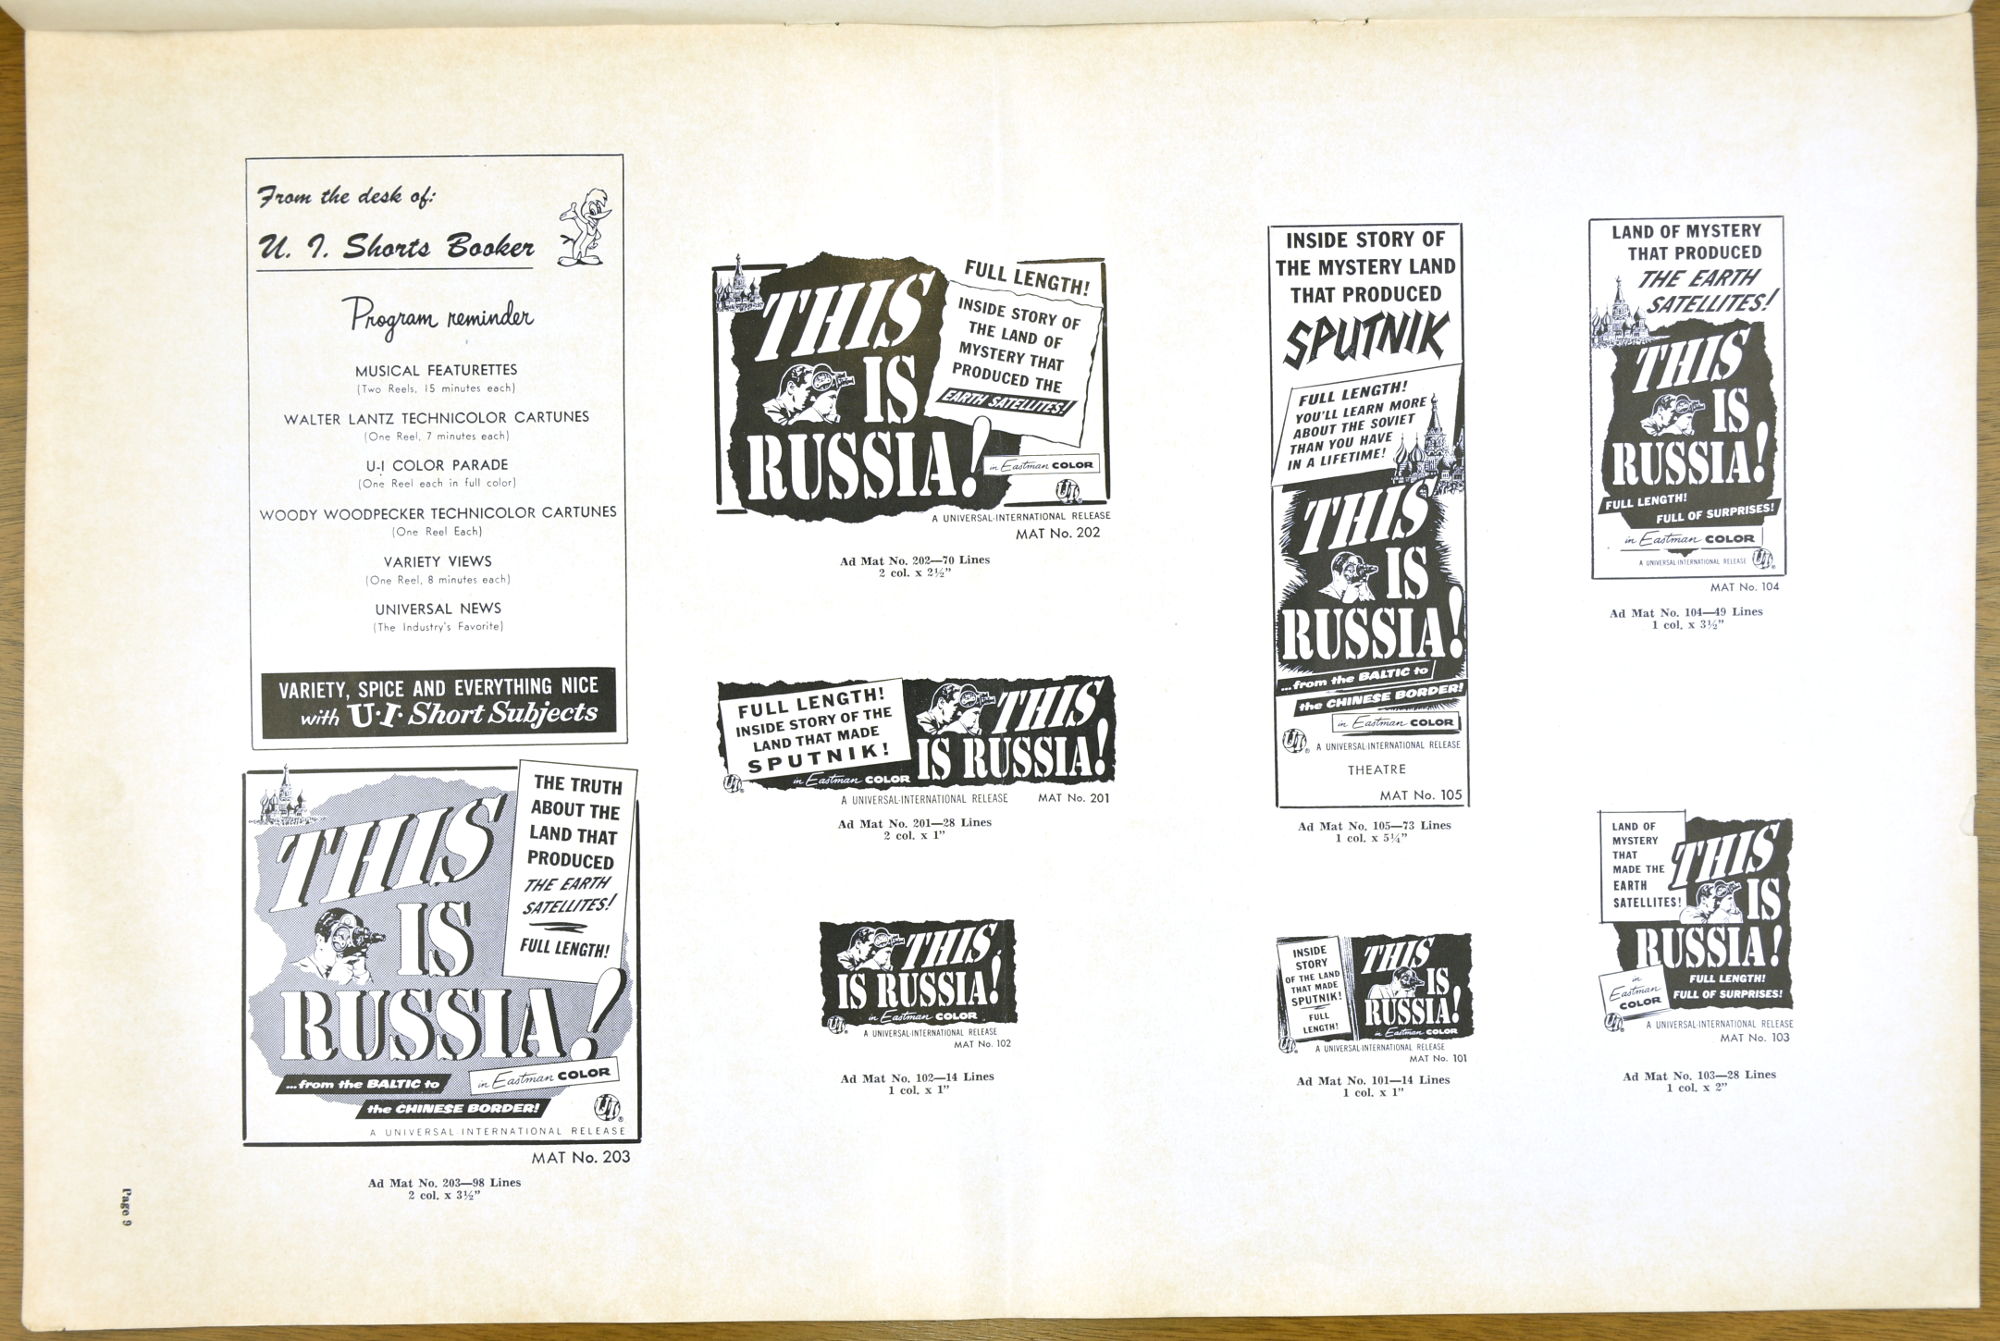 From the desk of:
U. I. Shorts Booker
Program reminder
MUSICAL FEATURETTES
(Two Reels, 15 minutes each)
WALTER LANTZ TECHNICOLOR CARTUNES
(One Reel, 7 minutes each)
U-I COLOR PARADE
(One Reel each in full color)
WOODY WOODPECKER TECHNICOLOR CARTUNES
(One Reel Each)
VARIETY VIEWS
(One Reel, 8 minutes each)
UNIVERSAL NEWS
(The Industry's Favorite)
VARIETY, SPICE AND EVERYTHING NICE
with U·I· Short Subjects
THE TRUTH
ABOUT THE
LAND THAT
PRODUCED
THE EARTH
SATELLITES!
FULL LENGTH!
THIS
IS
RUSSIA!
...from the BALTIC to
the CHINESE BORDER!
in Eastman COLOR
UI
A UNIVERSAL-INTERNATIONAL RELEASE
MAT No. 203
Ad Mat No. 203—98 Lines
2 col. x 3½"
Page 9
FULL LENGTH!
INSIDE STORY OF
THE LAND OF
MYSTERY THAT
PRODUCED THE
EARTH SATELLITES!
THIS
IS
RUSSIA!
in Eastman COLOR
UI
A UNIVERSAL-INTERNATIONAL RELEASE
MAT No. 202
Ad Mat No. 202—70 Lines
2 col. x 2½"
FULL LENGTH!
INSIDE STORY OF THE
LAND THAT MADE
SPUTNIK!
THIS
IS RUSSIA!
in Eastman COLOR
UI
A UNIVERSAL-INTERNATIONAL RELEASE
MAT No. 201
Ad Mat No. 201—28 Lines
2 col. x 1"
THIS
IS RUSSIA!
in Eastman COLOR
UI
A UNIVERSAL-INTERNATIONAL RELEASE
MAT No. 102
Ad Mat No. 102—14 Lines
1 col. x 1"
INSIDE STORY OF
THE MYSTERY LAND
THAT PRODUCED
SPUTNIK
FULL LENGTH!
YOU'LL LEARN MORE
ABOUT THE SOVIET
THAN YOU HAVE
IN A LIFETIME!
THIS
IS
RUSSIA!
...from the BALTIC to
the CHINESE BORDER!
in Eastman COLOR
UI
A UNIVERSAL-INTERNATIONAL RELEASE
THEATRE
MAT No. 105
Ad Mat No. 105—73 Lines
1 col. x 5¼"
INSIDE
STORY
OF THE LAND
THAT MADE
SPUTNIK!
FULL
LENGTH!
THIS
IS
RUSSIA!
in Eastman COLOR
UI
A UNIVERSAL-INTERNATIONAL RELEASE
MAT No. 101
Ad Mat No. 101—14 Lines
1 col. x 1"
LAND OF MYSTERY
THAT PRODUCED
THE EARTH
SATELLITES!
THIS
IS
RUSSIA!
FULL LENGTH!
FULL OF SURPRISES!
in Eastman COLOR
A UNIVERSAL-INTERNATIONAL RELEASE
UI
MAT No. 104
Ad Mat No. 104—49 Lines
1 col. x 3½"
LAND OF
MYSTERY
THAT
MADE THE
EARTH
SATELLITES!
THIS
IS
RUSSIA!
FULL LENGTH!
FULL OF SURPRISES!
in
Eastman
COLOR
UI
A UNIVERSAL-INTERNATIONAL RELEASE
MAT No. 103
Ad Mat No. 103—28 Lines
1 col. x 2"